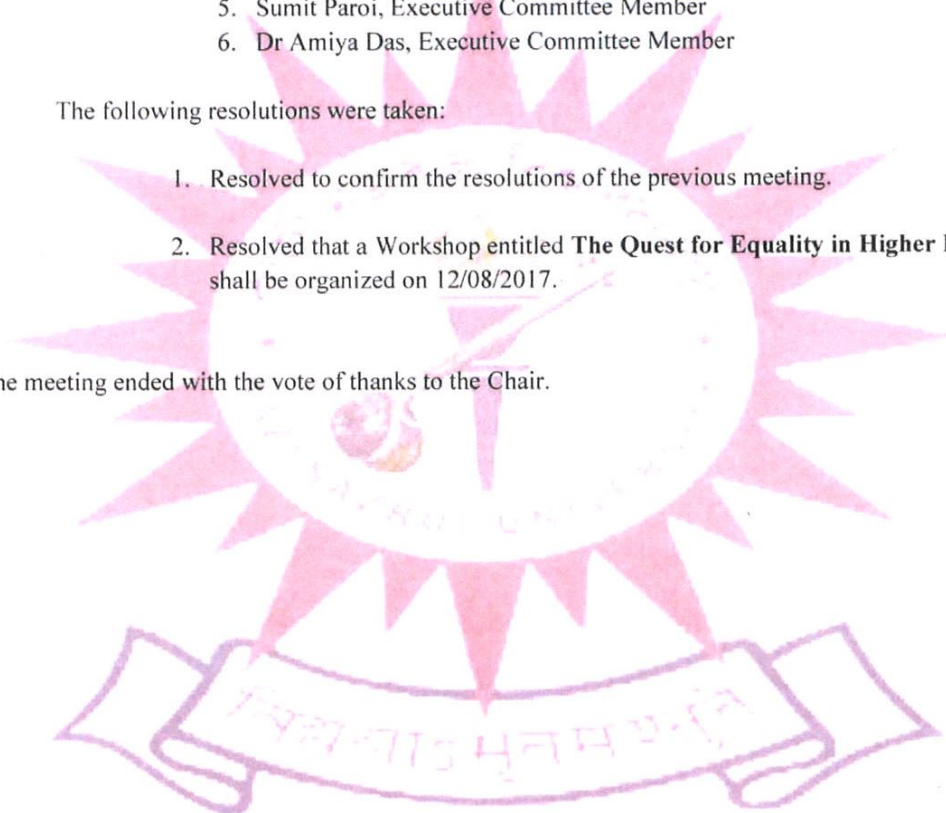 5. Sumit Paroi, Executive Committee Member
6. Dr Amiya Das, Executive Committee Member
The following resolutions were taken:
1. Resolved to confirm the resolutions of the previous meeting.
2. Resolved that a Workshop entitled The Quest for Equality in Higher
shall be organized on 12/08/2017.
meeting ended with the vote of thanks to the Chair.